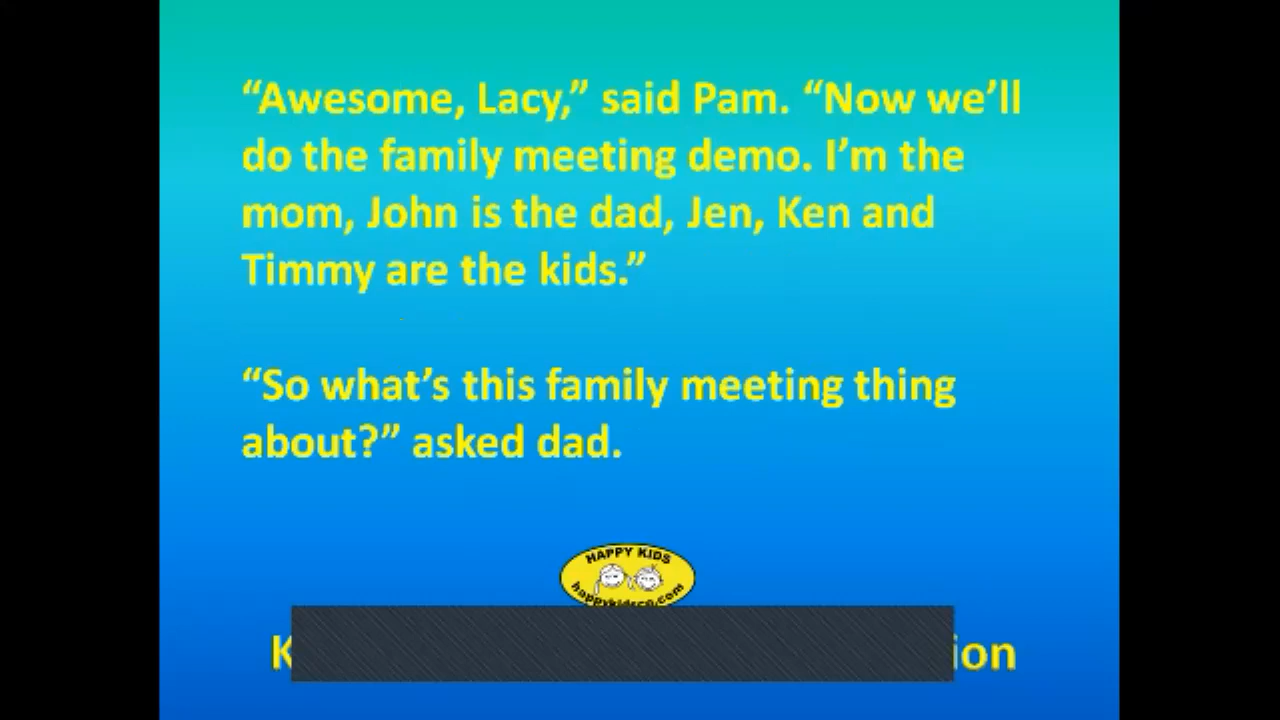 “Awesome, Lacy,” said Pam. “Now we’ll
do the family meeting demo. I’m the
mom, John is the dad, Jen, Ken and
Timmy are the kids.”
“So what’s this family meeting thing
about?” asked dad.
HAPPY KIDS